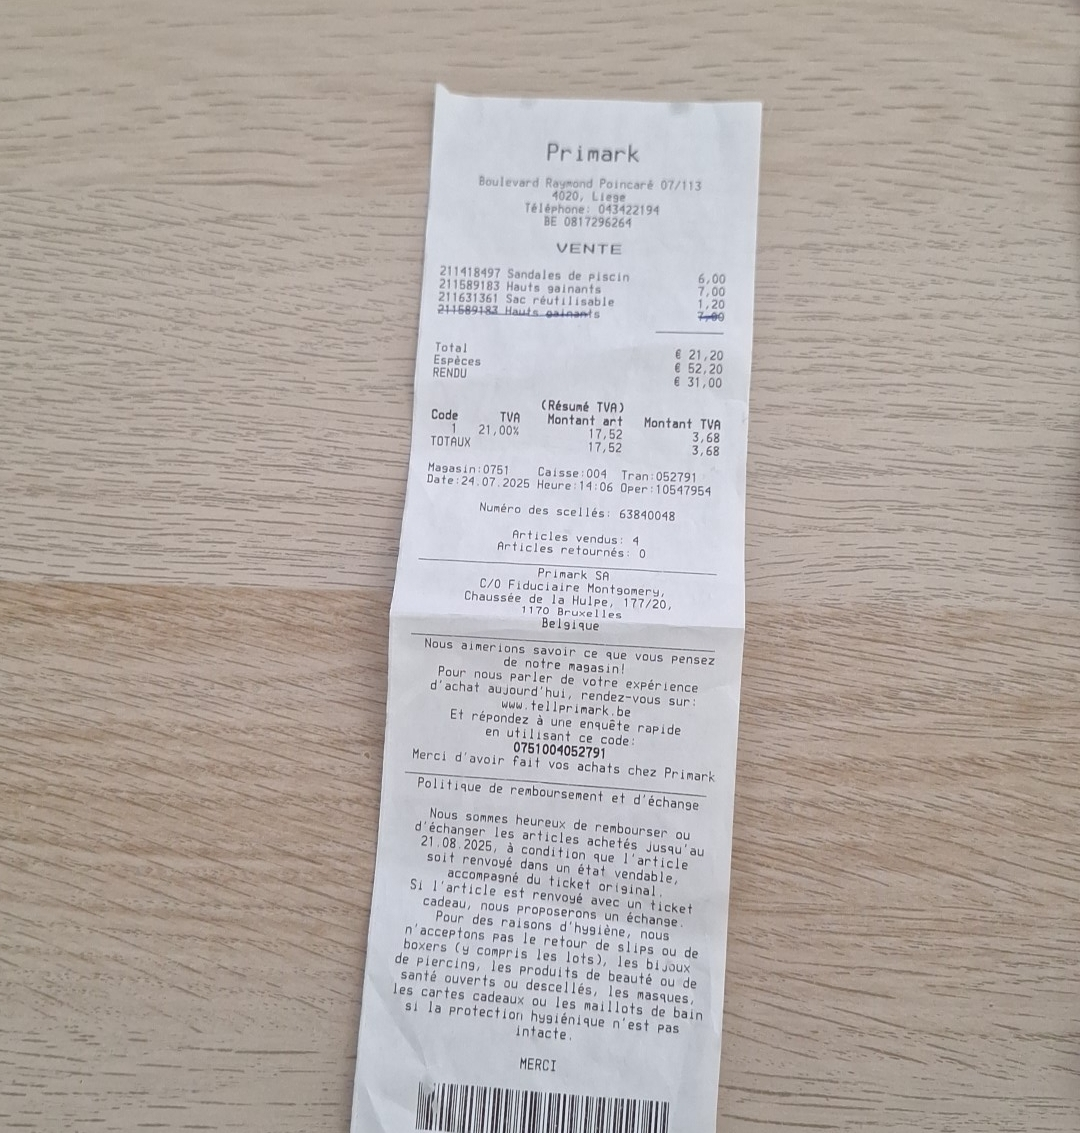 Primark
Boulevard Raymond Poincaré 07/113
4020, Liege
Téléphone: 043422194
BE 0817296264
VENTE
211418497 Sandales de piscin 6,00
211589183 Hauts gainants 7,00
211631361 Sac réutilisable 1,20
211589183 Hauts gainants 7,00
Total € 21,20
Espèces € 52,20
RENDU € 31,00
(Résumé TVA)
Code TVA Montant art Montant TVA
1 21,00% 17,52 3,68
TOTAUX 17,52 3,68
Magasin:0751 Caisse:004 Tran:052791
Date:24.07.2025 Heure:14:06 Oper:10547954
Numéro des scellés: 63840048
Articles vendus: 4
Articles retournés: 0
Primark SA
C/O Fiduciaire Montgomery,
Chaussée de la Hulpe, 177/20,
1170 Bruxelles
Belgique
Nous aimerions savoir ce que vous pensez
de notre magasin!
Pour nous parler de votre expérience
d'achat aujourd'hui, rendez-vous sur:
www.tellprimark.be
Et répondez à une enquête rapide
en utilisant ce code:
0751004052791
Merci d'avoir fait vos achats chez Primark
Politique de remboursement et d'échange
Nous sommes heureux de rembourser ou
d'échanger les articles achetés jusqu'au
21.08.2025, à condition que l'article
soit renvoyé dans un état vendable,
accompagné du ticket original.
Si l'article est renvoyé avec un ticket
cadeau, nous proposerons un échange.
Pour des raisons d'hygiène, nous
n'acceptons pas le retour de slips ou de
boxers (y compris les lots), les bijoux
de piercing, les produits de beauté ou de
santé ouverts ou descellés, les masques,
les cartes cadeaux ou les maillots de bain
si la protection hygiénique n'est pas
intacte.
MERCI